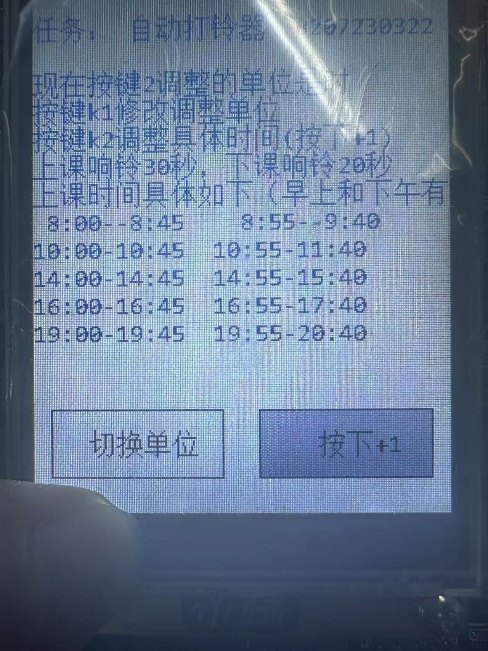 任务： 自动打铃器 3207230322
现在按键2调整的单位是时
按键k1修改调整单位
按键k2调整具体时间(按下+1)
上课响铃30秒，下课响铃20秒
上课时间具体如下（早上和下午有
8:00--8:45 8:55--9:40
10:00-10:45 10:55-11:40
14:00-14:45 14:55-15:40
16:00-16:45 16:55-17:40
19:00-19:45 19:55-20:40
切换单位 按下+1